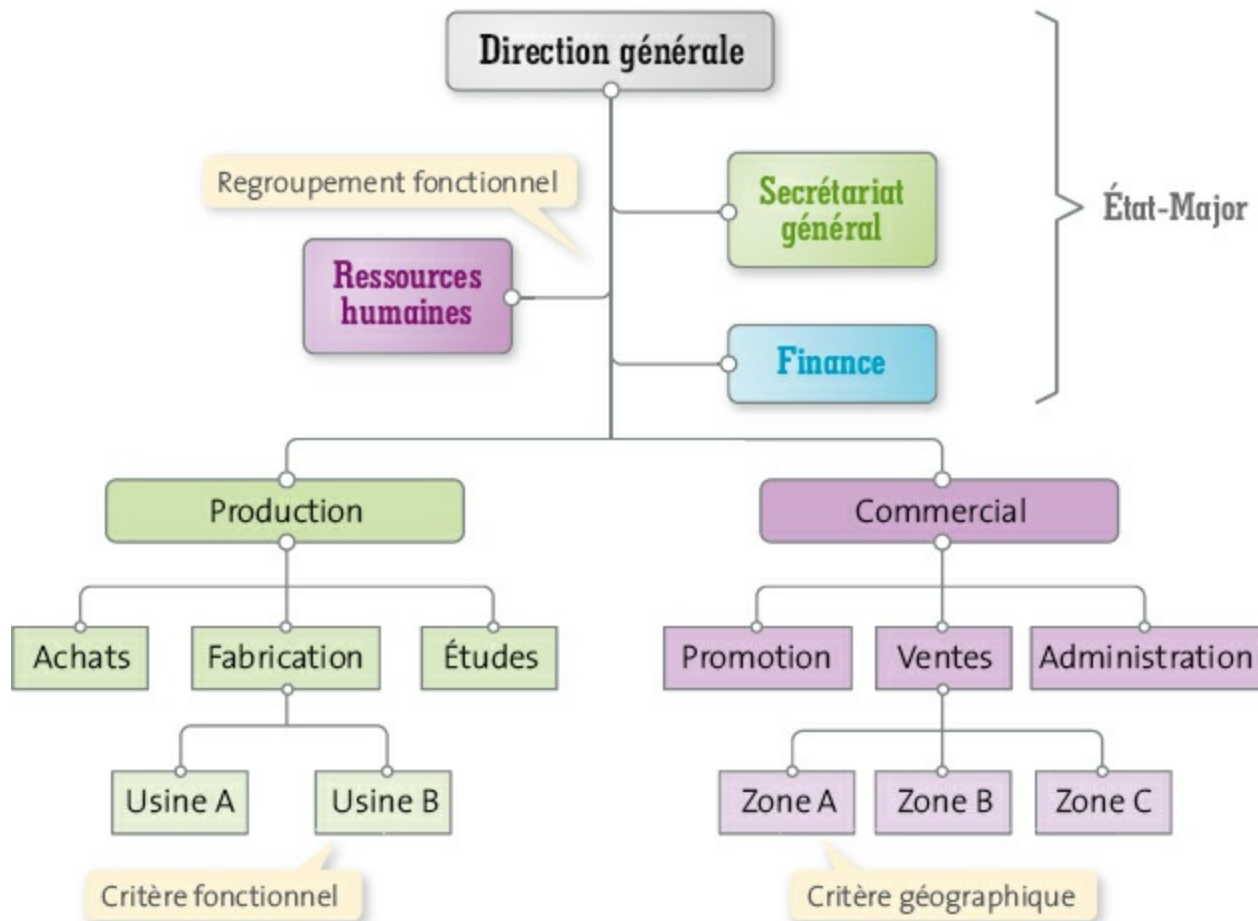 Direction générale
Regroupement fonctionnel
Secrétariat
général
État-Major
Ressources
humaines
Finance
Production
Commercial
Achats
Fabrication
Études
Promotion
Ventes
Administration
Usine A
Usine B
Zone A
Zone B
Zone C
Critère fonctionnel
Critère géographique